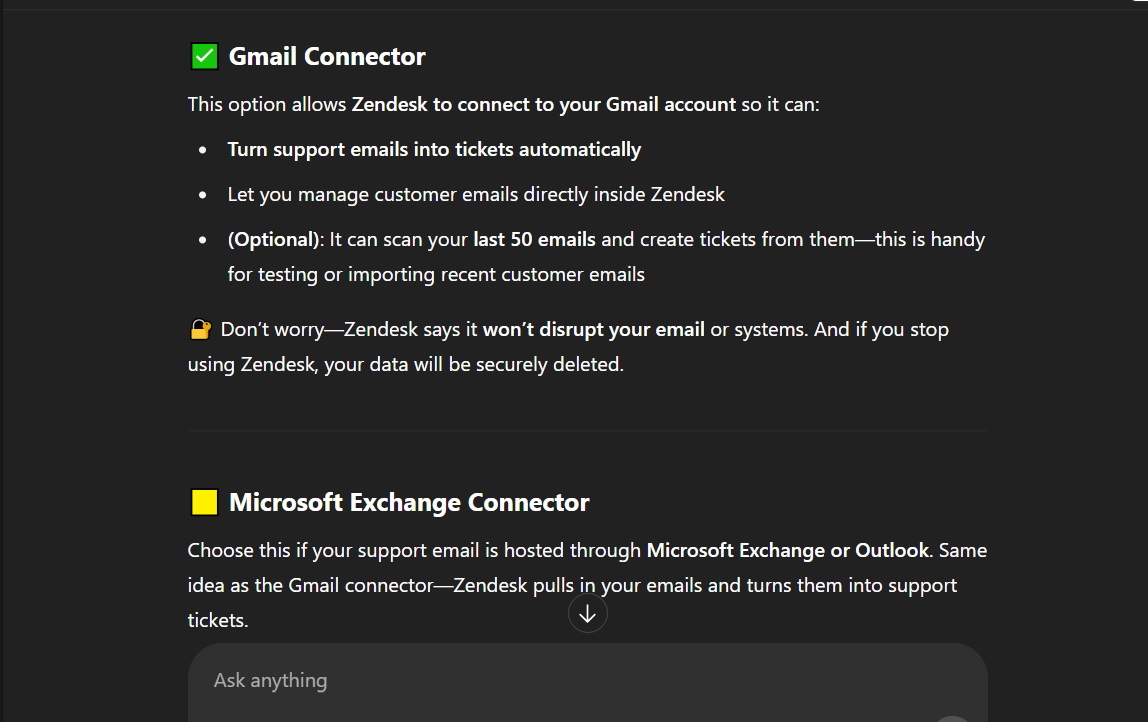 ✅ Gmail Connector
This option allows Zendesk to connect to your Gmail account so it can:
• Turn support emails into tickets automatically
• Let you manage customer emails directly inside Zendesk
• (Optional): It can scan your last 50 emails and create tickets from them—this is handy
for testing or importing recent customer emails
🔐 Don’t worry—Zendesk says it won’t disrupt your email or systems. And if you stop
using Zendesk, your data will be securely deleted.
🟨 Microsoft Exchange Connector
Choose this if your support email is hosted through Microsoft Exchange or Outlook. Same
idea as the Gmail connector—Zendesk pulls in your emails and turns them into support
tickets.
Ask anything